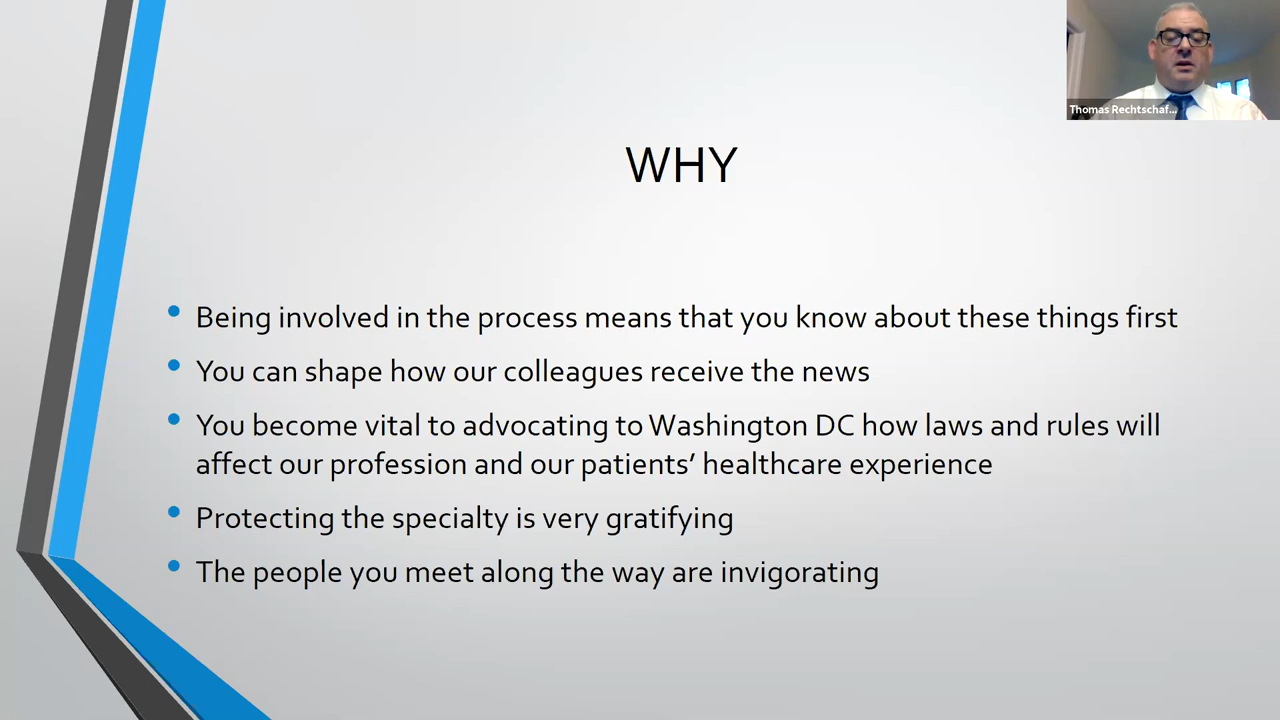 Thomas Rechtschaf...
WHY
Being involved in the process means that you know about these things first
You can shape how our colleagues receive the news
You become vital to advocating to Washington DC how laws and rules will
affect our profession and our patients’ healthcare experience
Protecting the specialty is very gratifying
The people you meet along the way are invigorating